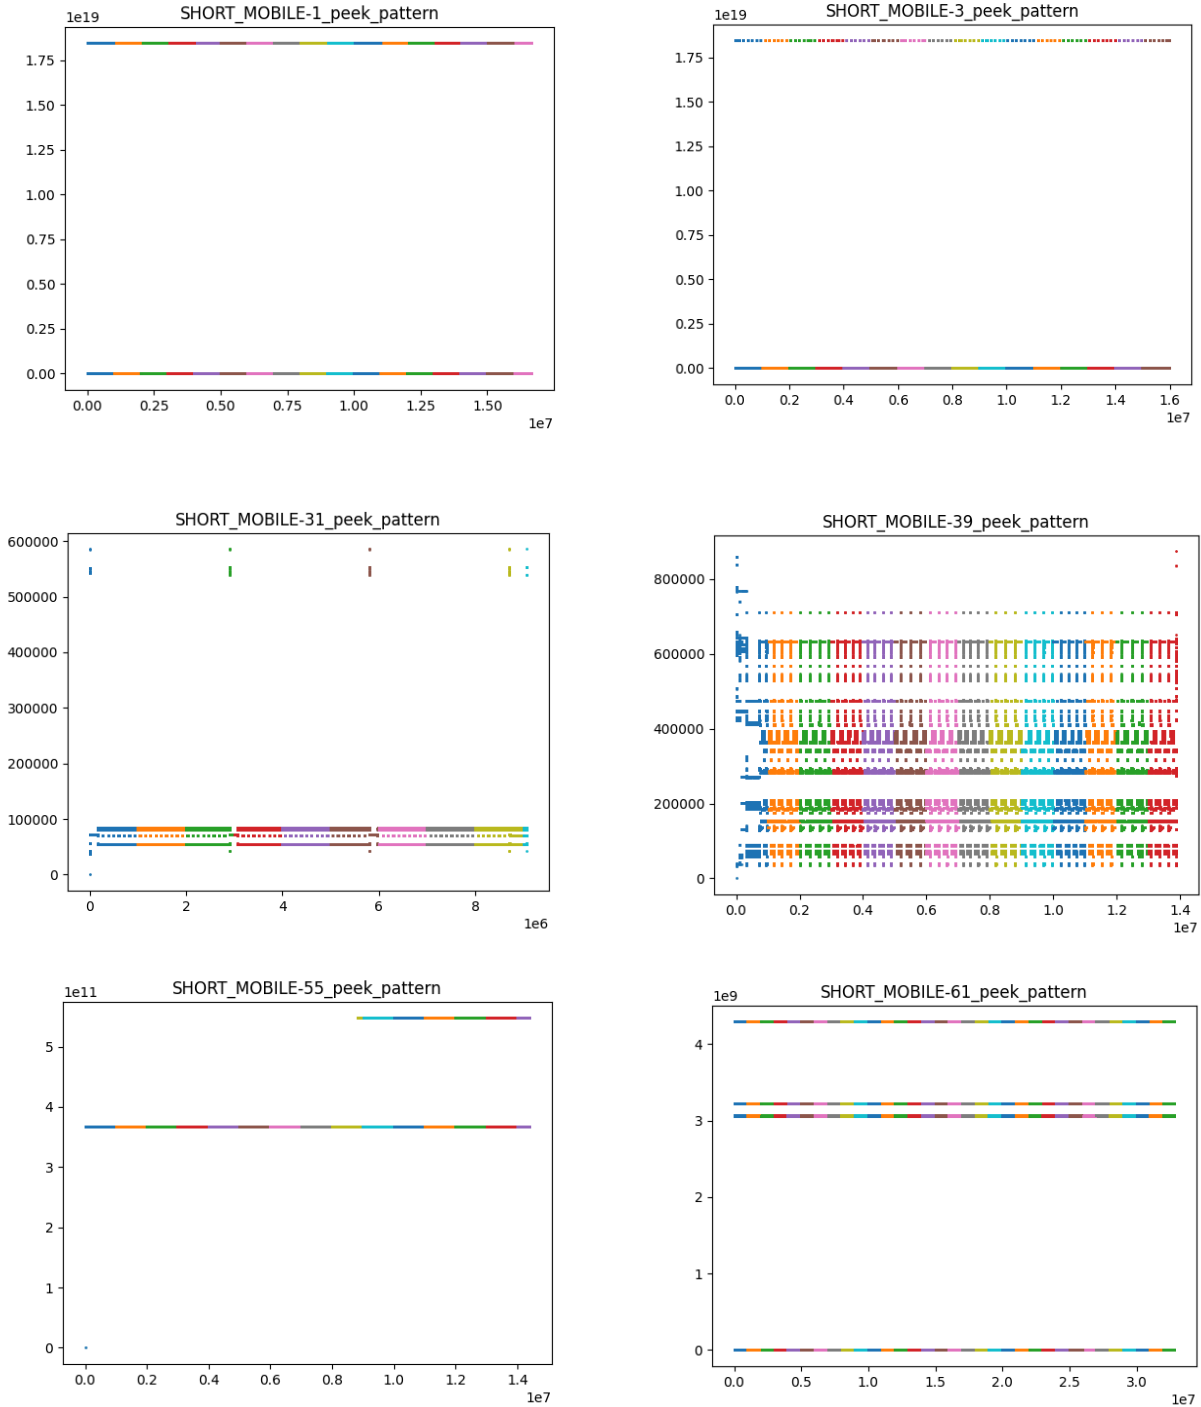 SHORT_MOBILE-1_peek_pattern
1e19
1.75
1.50
1.25
1.00
0.75
0.50
0.25
0.00
0.00 0.25 0.50 0.75 1.00 1.25 1.50
1e7
SHORT_MOBILE-3_peek_pattern
1e19
1.75
1.50
1.25
1.00
0.75
0.50
0.25
0.00
0.0 0.2 0.4 0.6 0.8 1.0 1.2 1.4 1.6
1e7
SHORT_MOBILE-31_peek_pattern
600000
500000
400000
300000
200000
100000
0
0 2 4 6 8
1e6
SHORT_MOBILE-39_peek_pattern
800000
600000
400000
200000
0
0.0 0.2 0.4 0.6 0.8 1.0 1.2 1.4
1e7
SHORT_MOBILE-55_peek_pattern
1e11
5
4
3
2
1
0
0.0 0.2 0.4 0.6 0.8 1.0 1.2 1.4
1e7
SHORT_MOBILE-61_peek_pattern
1e9
4
3
2
1
0
0.0 0.5 1.0 1.5 2.0 2.5 3.0
1e7